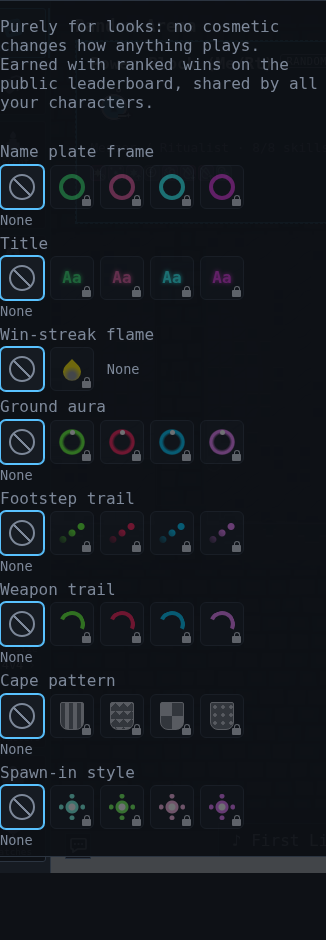 Purely for looks: no cosmetic
changes how anything plays.
Earned with ranked wins on the
public leaderboard, shared by all
your characters.
Name plate frame
None
Title
Aa Aa Aa Aa
None
Win-streak flame
None
Ground aura
None
Footstep trail
None
Weapon trail
None
Cape pattern
None
Spawn-in style
None
♪ First Li